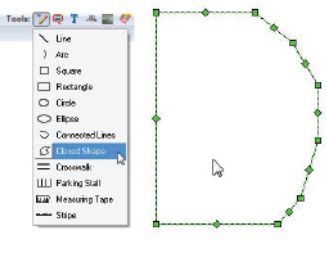 Tools:
Line
Arc
Square
Rectangle
Circle
Ellipse
Connected Lines
Closed Shape
Crosswalk
Parking Stall
Measuring Tape
Stripe